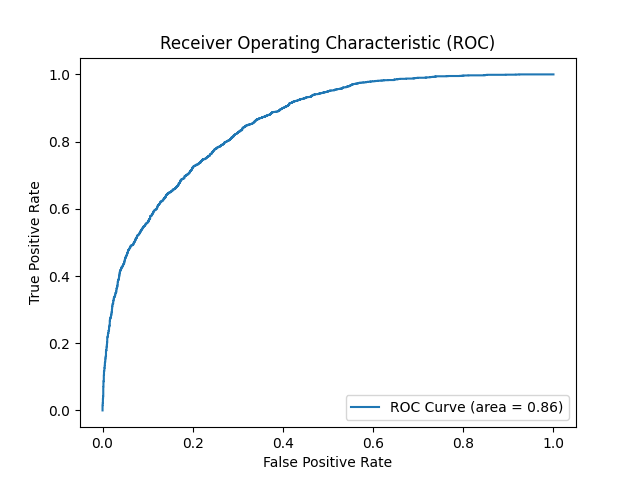 Receiver Operating Characteristic (ROC)
True Positive Rate
1.0
0.8
0.6
0.4
0.2
0.0
ROC Curve (area = 0.86)
0.0 0.2 0.4 0.6 0.8 1.0
False Positive Rate